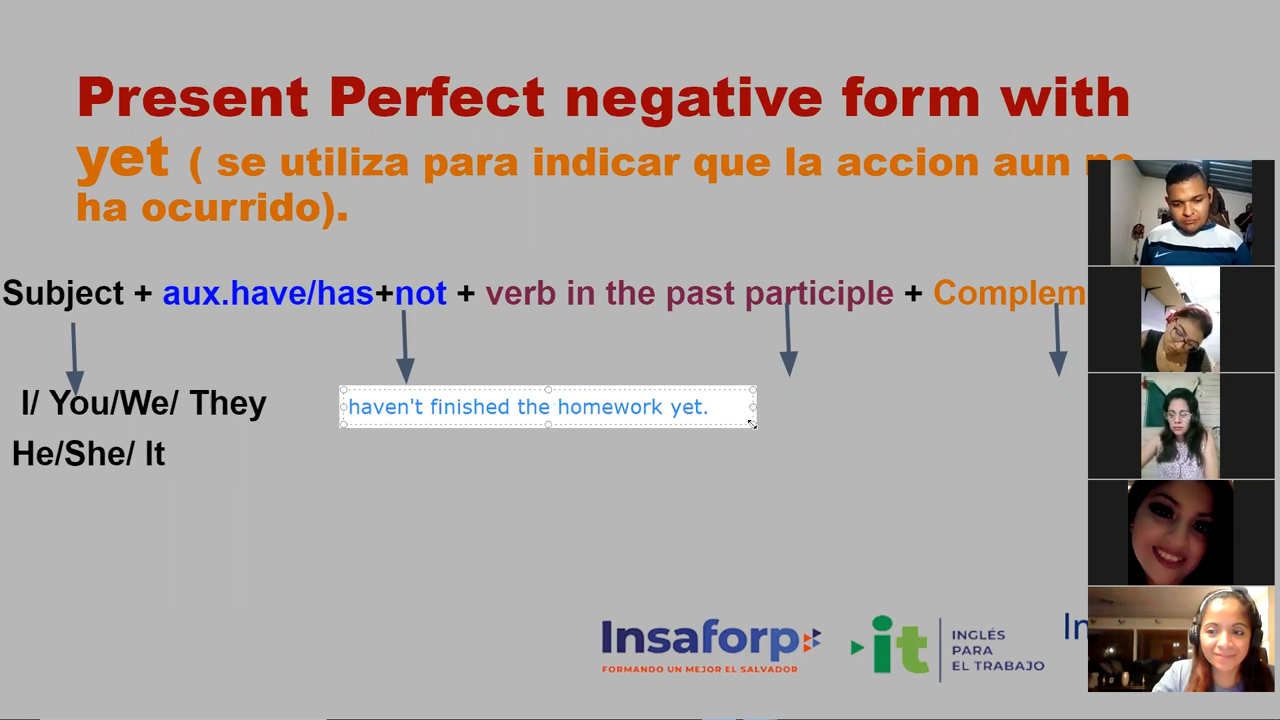 Present Perfect negative form with
yet ( se utiliza para indicar que la accion aun no
ha ocurrido).
Subject + aux.have/has+not + verb in the past participle + Complem
I/ You/We/ They
haven't finished the homework yet.
He/She/ It
Insaforp
FORMANDO UN MEJOR EL SALVADOR
it
INGLÉS
PARA
EL TRABAJO